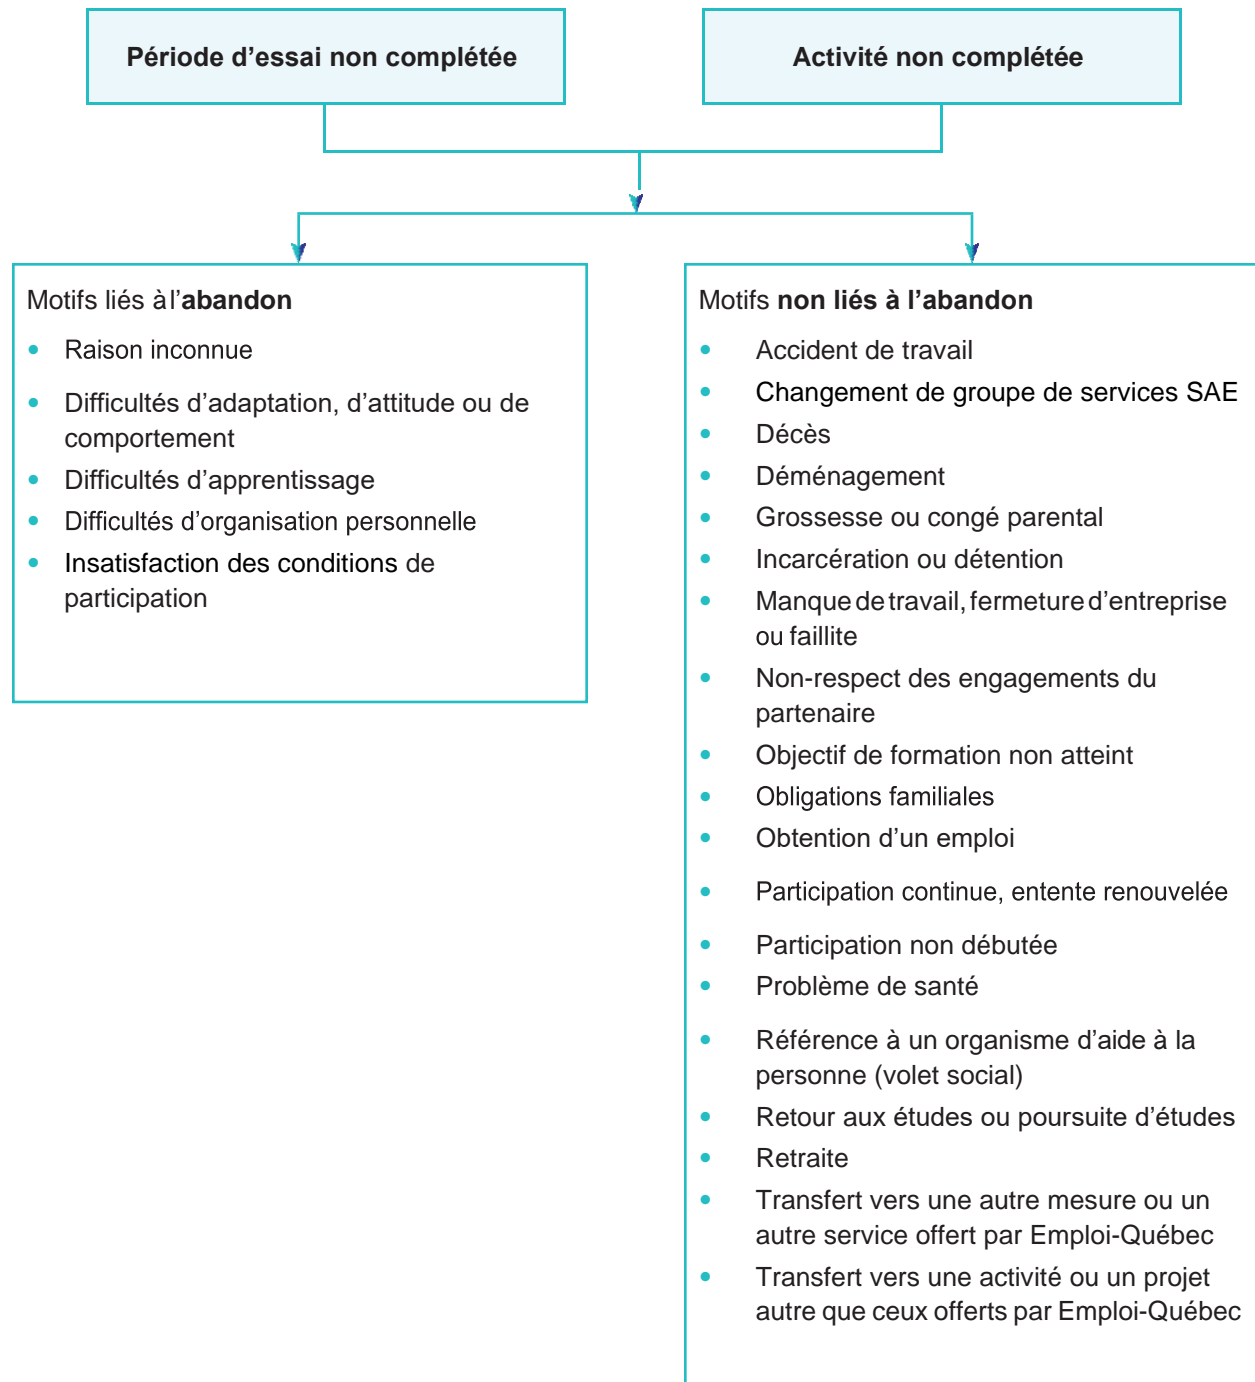 Période d'essai non complétée
Activité non complétée
Motifs liés à l'abandon
• Raison inconnue
• Difficultés d'adaptation, d'attitude ou de
comportement
• Difficultés d'apprentissage
• Difficultés d'organisation personnelle
• Insatisfaction des conditions de
participation
Motifs non liés à l'abandon
• Accident de travail
• Changement de groupe de services SAE
• Décès
• Déménagement
• Grossesse ou congé parental
• Incarcération ou détention
• Manque de travail, fermeture d'entreprise
ou faillite
• Non-respect des engagements du
partenaire
• Objectif de formation non atteint
• Obligations familiales
• Obtention d'un emploi
• Participation continue, entente renouvelée
• Participation non débutée
• Problème de santé
• Référence à un organisme d'aide à la
personne (volet social)
• Retour aux études ou poursuite d'études
• Retraite
• Transfert vers une autre mesure ou un
autre service offert par Emploi-Québec
• Transfert vers une activité ou un projet
autre que ceux offerts par Emploi-Québec